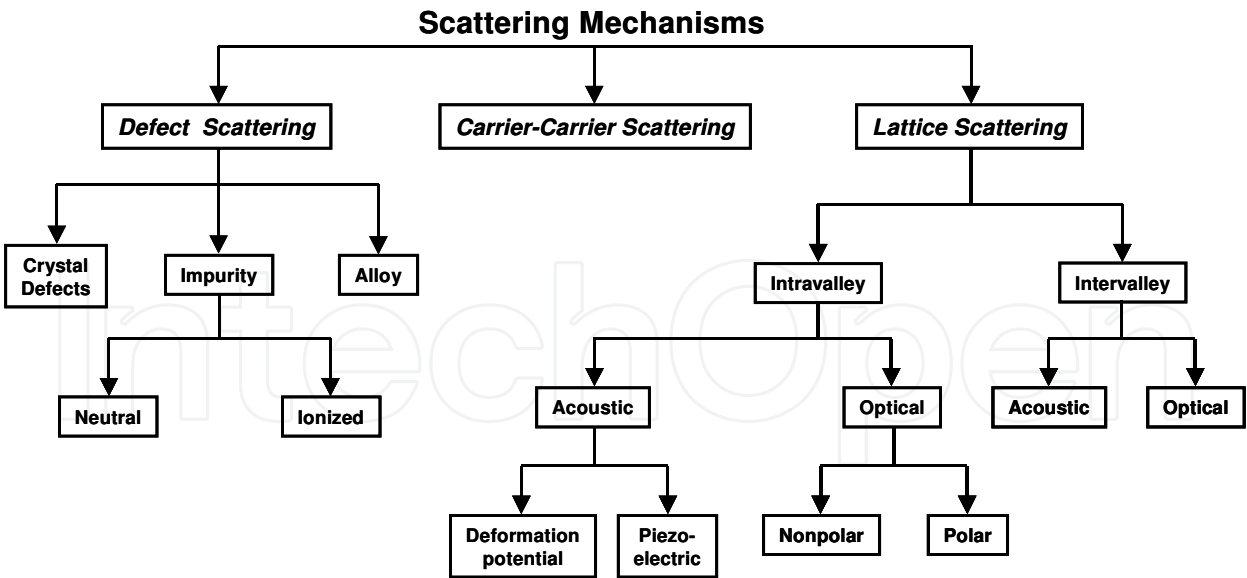 Scattering Mechanisms
Defect Scattering
Carrier-Carrier Scattering
Lattice Scattering
Crystal
Defects
Impurity
Alloy
Intravalley
Intervalley
Neutral
Ionized
Acoustic
Optical
Acoustic
Optical
Deformation
potential
Piezo-
electric
Nonpolar
Polar
IntechOpen